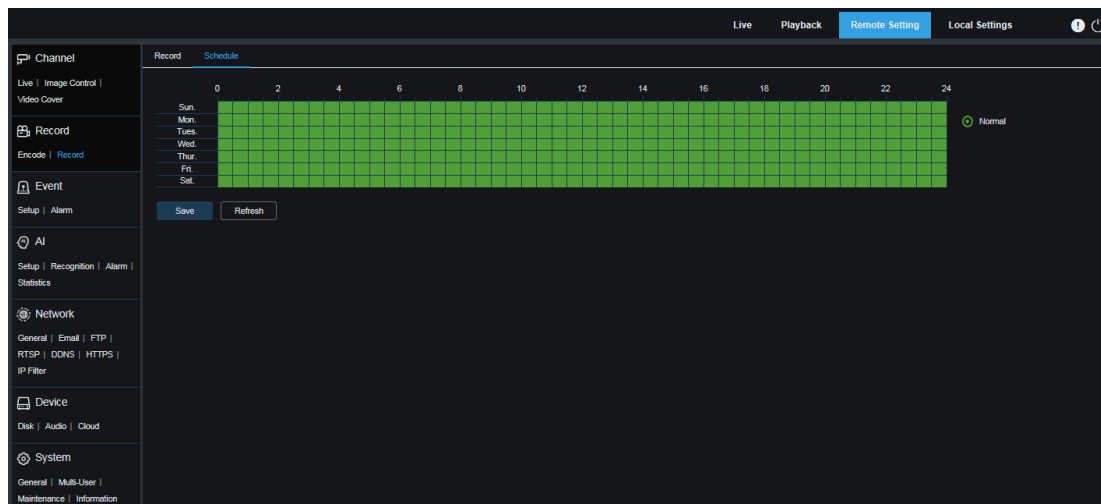 Live Playback Remote Setting Local Settings
Channel
Live | Image Control |
Video Cover
Record
Encode | Record
Event
Setup | Alarm
AI
Setup | Recognition | Alarm |
Statistics
Network
General | Email | FTP |
RTSP | DDNS | HTTPS |
IP Filter
Device
Disk | Audio | Cloud
System
General | Multi-User |
Maintenance | Information
Record Schedule
0 2 4 6 8 10 12 14 16 18 20 22 24
Sun.
Mon.
Tues.
Wed.
Thur.
Fri.
Sat.
Normal
Save Refresh